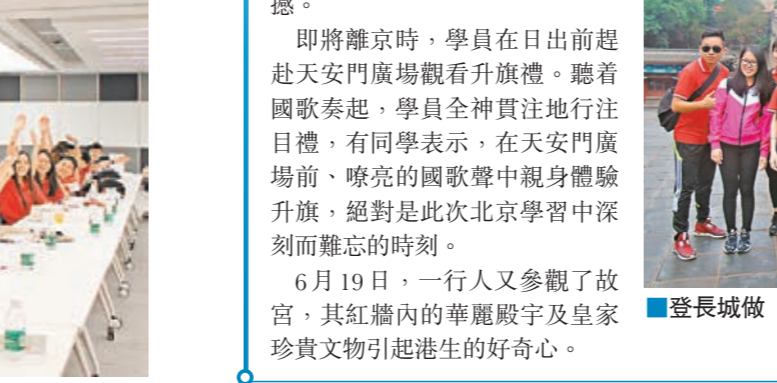 撼。
即將離京時，學員在日出前趕
赴天安門廣場觀看升旗禮。聽着
國歌奏起，學員全神貫注地行注
目禮，有同學表示，在天安門廣
場前、嘹亮的國歌聲中親身體驗
升旗，絕對是此次北京學習中深
刻而難忘的時刻。
6月19日，一行人又參觀了故
宮，其紅牆內的華麗殿宇及皇家
珍貴文物引起港生的好奇心。
■登長城做